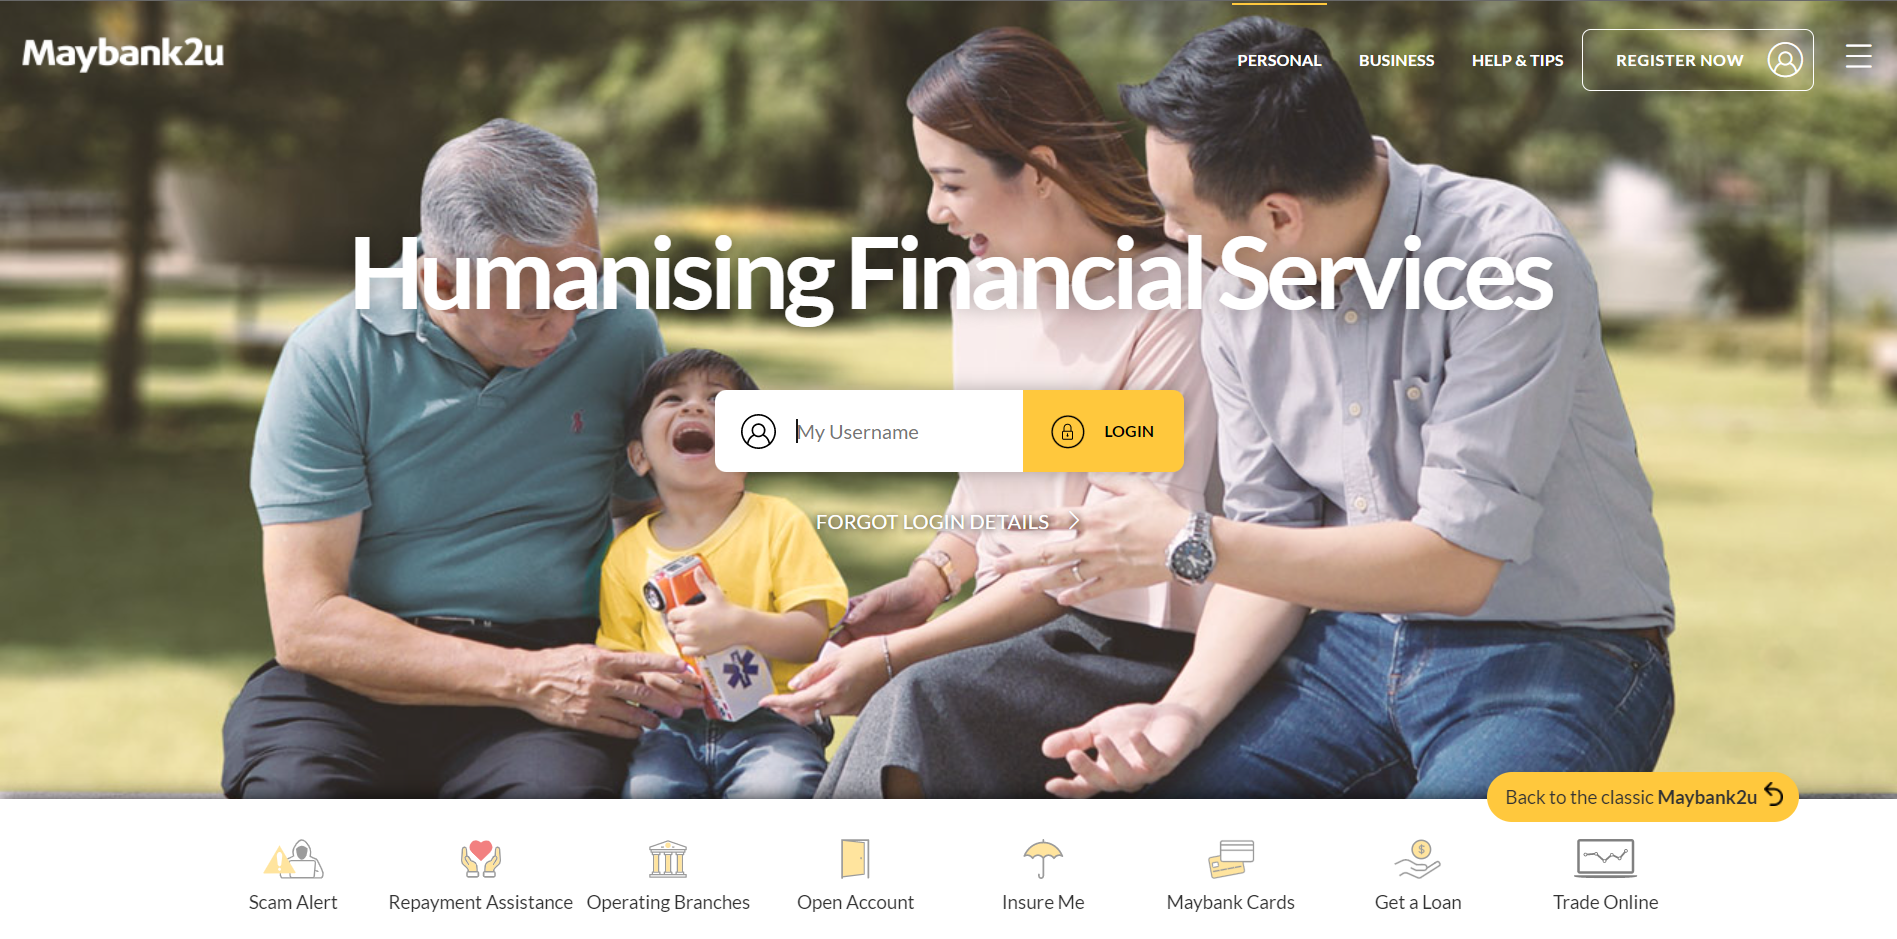 Maybank2u
PERSONAL
BUSINESS
HELP & TIPS
REGISTER NOW
Humanising Financial Services
My Username
LOGIN
FORGOT LOGIN DETAILS
Back to the classic Maybank2u
Scam Alert
Repayment Assistance
Operating Branches
Open Account
Insure Me
Maybank Cards
Get a Loan
Trade Online